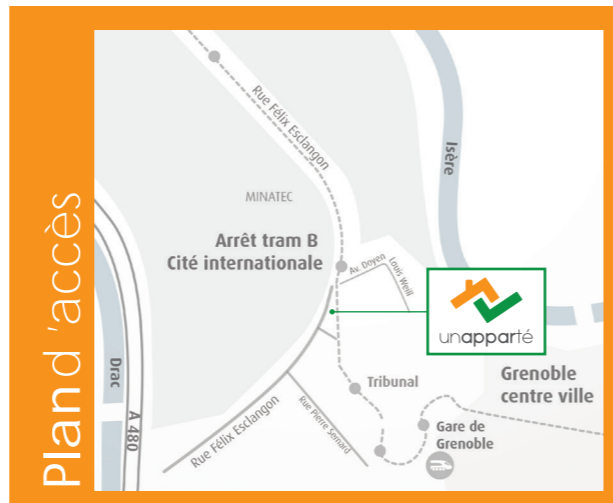 Plan d'accès
Rue Félix Esclangon
Isère
MINATEC
Arrêt tram B
Cité internationale
Av. Doyen
Louis Weill
unapparté
Drac
A 480
Tribunal
Grenoble
centre ville
Rue Félix Esclangon
Rue Pierre Semard
Gare de
Grenoble